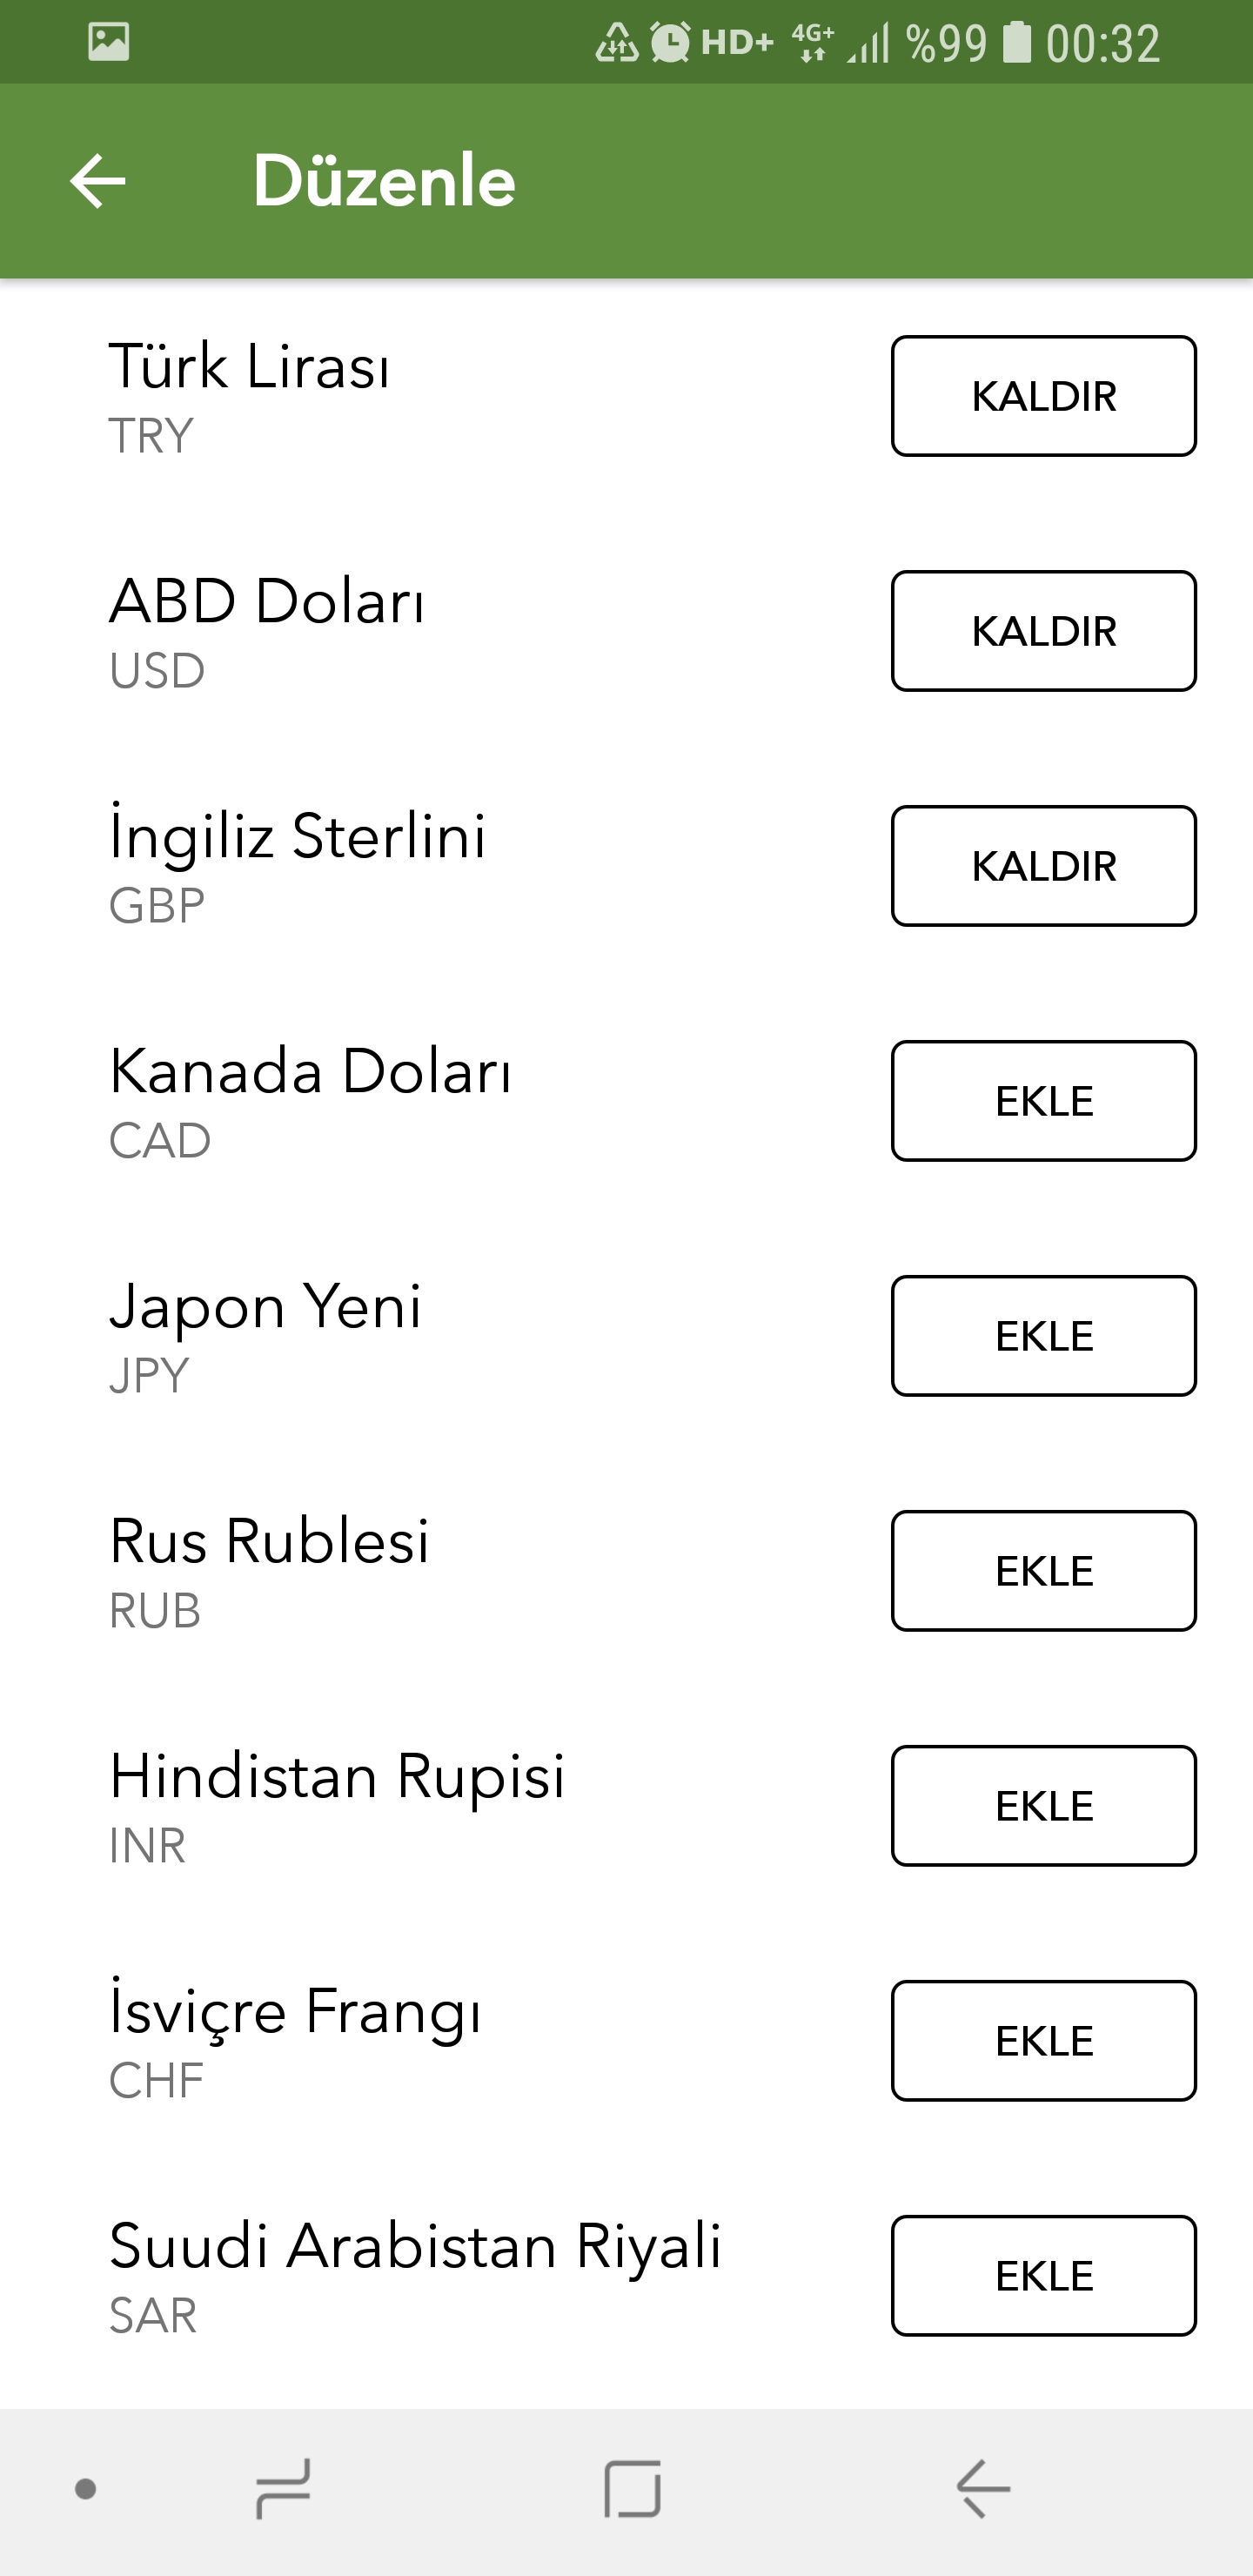 HD+ 4G+ %99 00:32
Düzenle
Türk Lirası
TRY
KALDIR
ABD Doları
USD
KALDIR
İngiliz Sterlini
GBP
KALDIR
Kanada Doları
CAD
EKLE
Japon Yeni
JPY
EKLE
Rus Rublesi
RUB
EKLE
Hindistan Rupisi
INR
EKLE
İsviçre Frangı
CHF
EKLE
Suudi Arabistan Riyali
SAR
EKLE